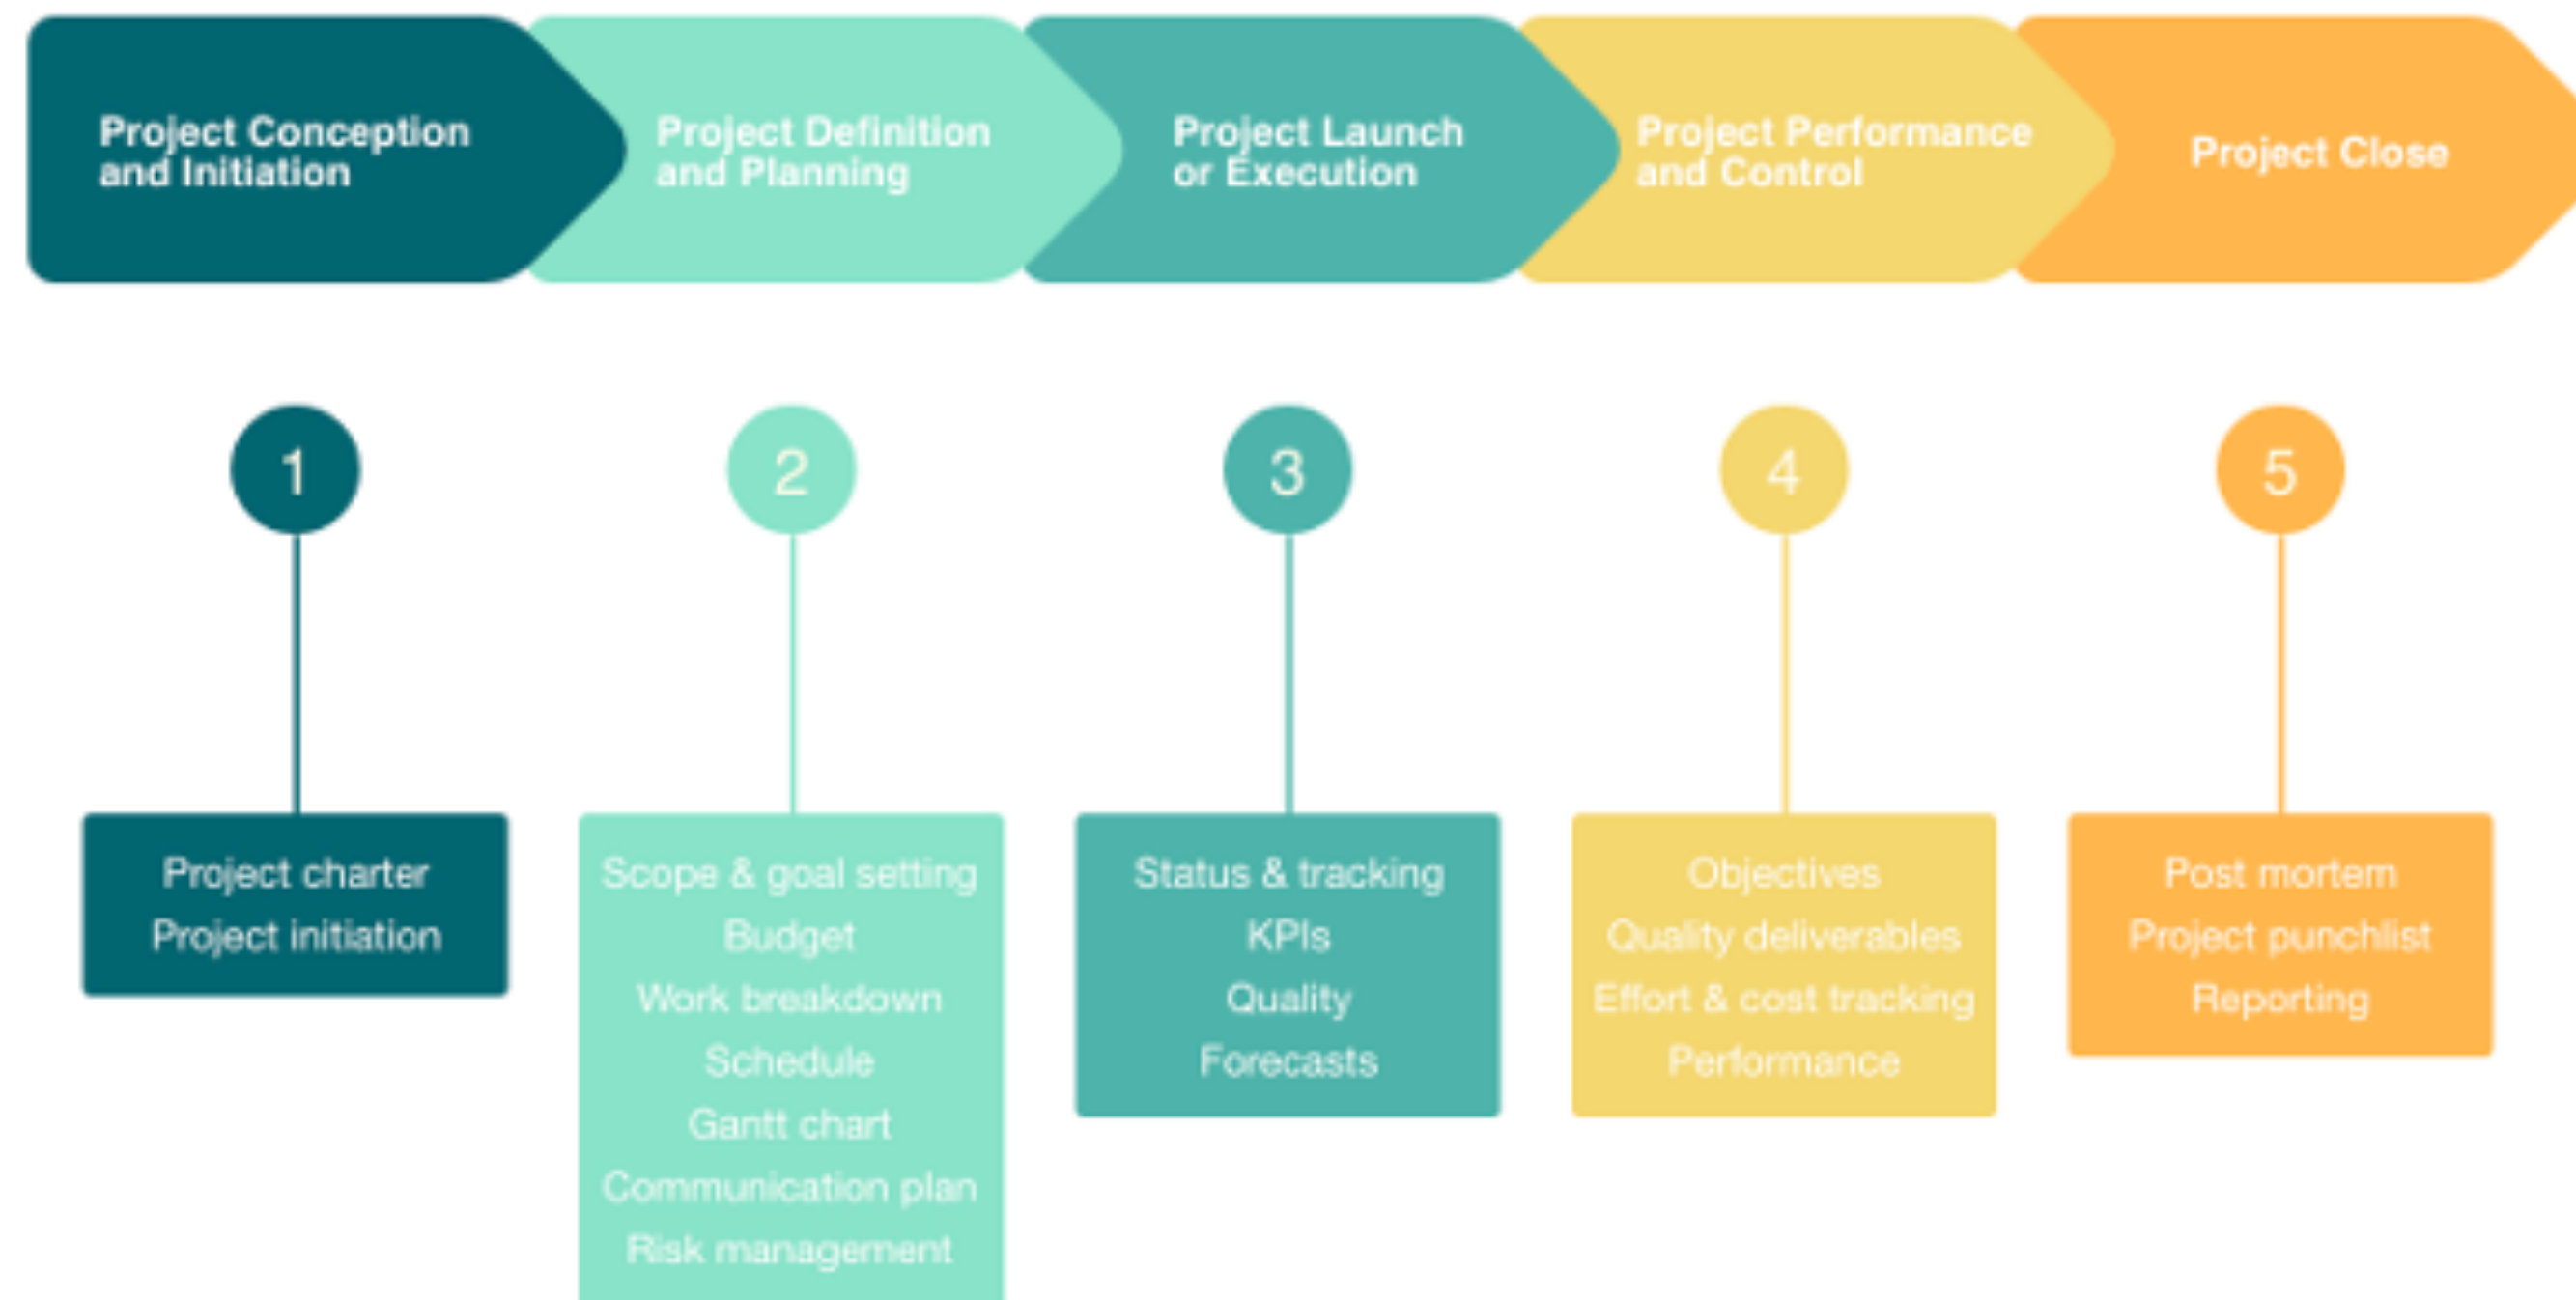 Project Conception
and Initiation
Project Definition
and Planning
Project Launch
or Execution
Project Performance
and Control
Project Close
1
2
3
4
5
Project charter
Project initiation
Scope & goal setting
Budget
Work breakdown
Schedule
Gantt chart
Communication plan
Risk management
Status & tracking
KPIs
Quality
Forecasts
Objectives
Quality deliverables
Effort & cost tracking
Performance
Post mortem
Project punchlist
Reporting